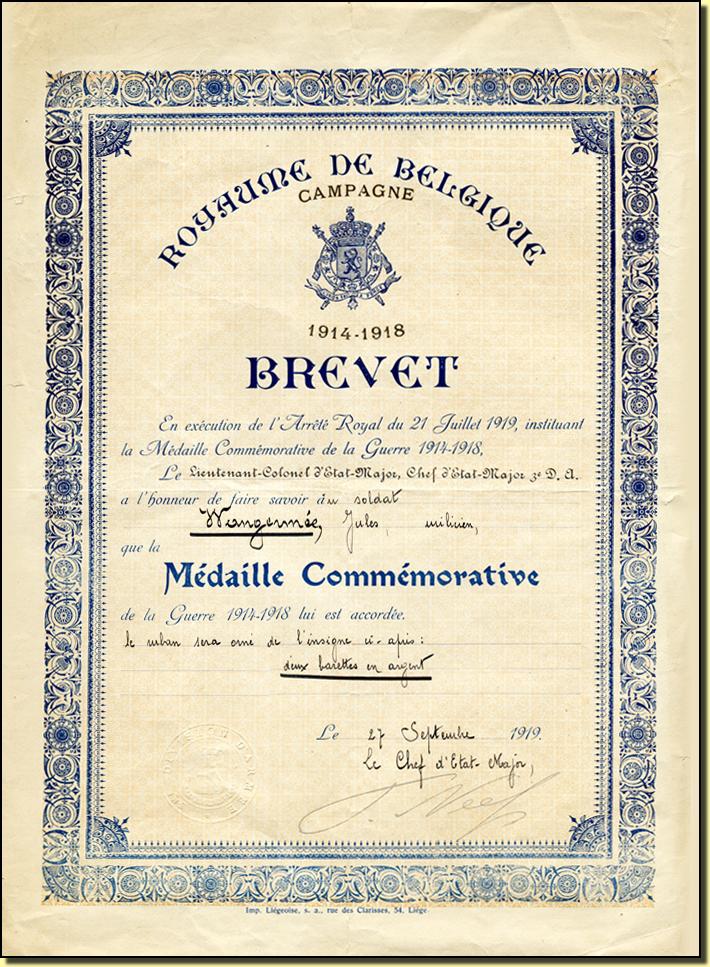 ROYAUME DE BELGIQUE
CAMPAGNE
1914-1918
BREVET
En exécution de l'Arrêté Royal du 21 Juillet 1919, instituant
la Médaille Commémorative de la Guerre 1914-1918,
Le Lieutenant-Colonel d'Etat-Major, Chef d'Etat-Major 3e D. A.
a l'honneur de faire savoir au soldat
Wangermée, Jules, milicien,
que la
Médaille Commémorative
de la Guerre 1914-1918 lui est accordée.
le ruban sera orné de l'insigne ci-après :
deux barettes en argent
Le 27 Septembre 1919.
Le Chef d'Etat-Major,
Imp. Liégeoise, s. a., rue des Clarisses, 54, Liége